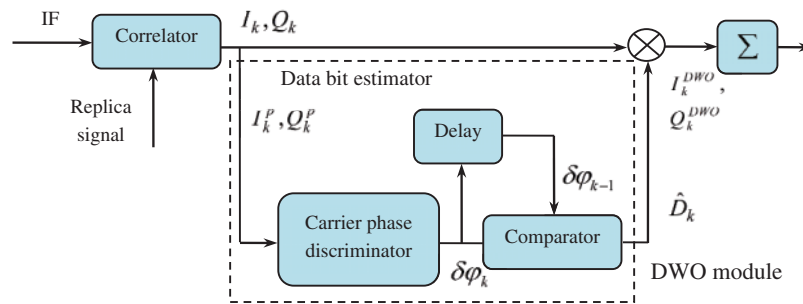 IF
Correlator
I_k, Q_k
Σ
Replica
signal
Data bit estimator
I_k^P, Q_k^P
Delay
I_k^{DWO},
Q_k^{DWO}
δφ_{k-1}
D̂_k
Carrier phase
discriminator
Comparator
δφ_k
DWO module